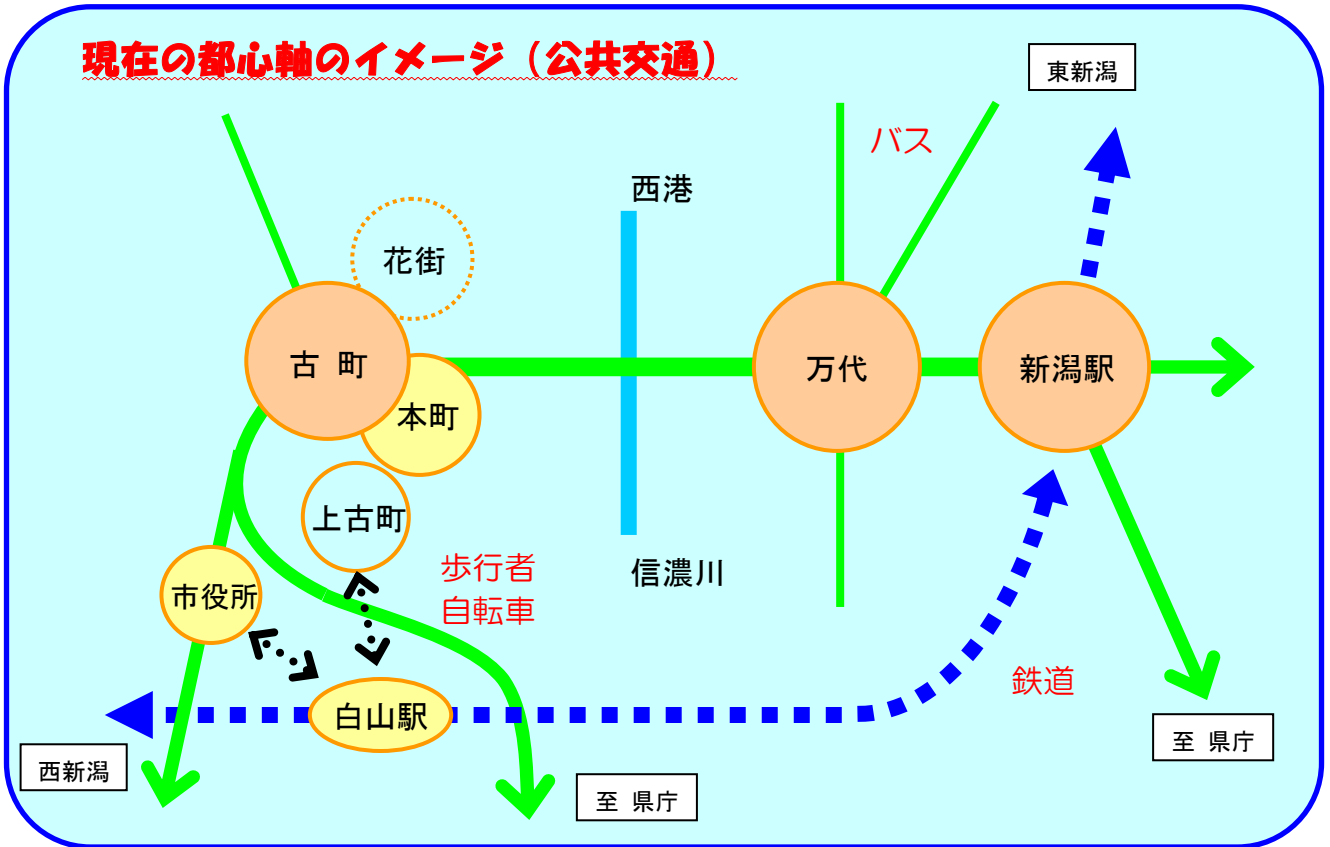 現在の都心軸のイメージ（公共交通）
東新潟
バス
西港
花街
古 町
万代
新潟駅
本町
上古町
歩行者
自転車
信濃川
市役所
鉄道
白山駅
西新潟
至 県庁
至 県庁